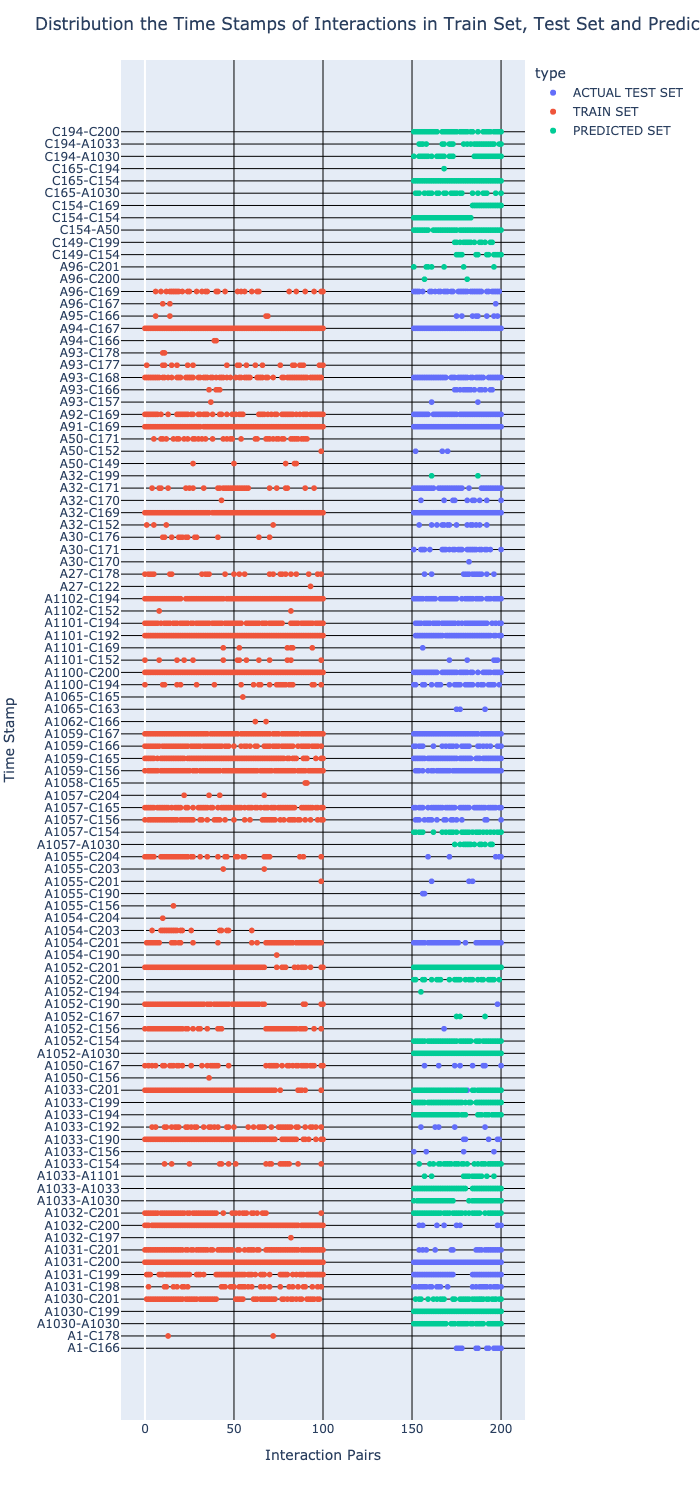 Distribution the Time Stamps of Interactions in Train Set, Test Set and Predic
type
ACTUAL TEST SET
TRAIN SET
PREDICTED SET
C194-C200
C194-A1033
C194-A1030
C165-C194
C165-C154
C165-A1030
C154-C169
C154-C154
C154-A50
C149-C199
C149-C154
A96-C201
A96-C200
A96-C169
A96-C167
A95-C166
A94-C167
A94-C166
A93-C178
A93-C177
A93-C168
A93-C166
A93-C157
A92-C169
A91-C169
A50-C171
A50-C152
A50-C149
A32-C199
A32-C171
A32-C170
A32-C169
A32-C152
A30-C176
A30-C171
A30-C170
A27-C178
A27-C122
A1102-C194
A1102-C152
A1101-C194
A1101-C192
A1101-C169
A1101-C152
A1100-C200
A1100-C194
A1065-C165
A1065-C163
A1062-C166
A1059-C167
A1059-C166
A1059-C165
A1059-C156
A1058-C165
A1057-C204
A1057-C165
A1057-C156
A1057-C154
A1057-A1030
A1055-C204
A1055-C203
A1055-C201
A1055-C190
A1055-C156
A1054-C204
A1054-C203
A1054-C201
A1054-C190
A1052-C201
A1052-C200
A1052-C194
A1052-C190
A1052-C167
A1052-C156
A1052-C154
A1052-A1030
A1050-C167
A1050-C156
A1033-C201
A1033-C199
A1033-C194
A1033-C192
A1033-C190
A1033-C156
A1033-C154
A1033-A1101
A1033-A1033
A1033-A1030
A1032-C201
A1032-C200
A1032-C197
A1031-C201
A1031-C200
A1031-C199
A1031-C198
A1030-C201
A1030-C199
A1030-A1030
A1-C178
A1-C166
Time Stamp
0 50 100 150 200
Interaction Pairs